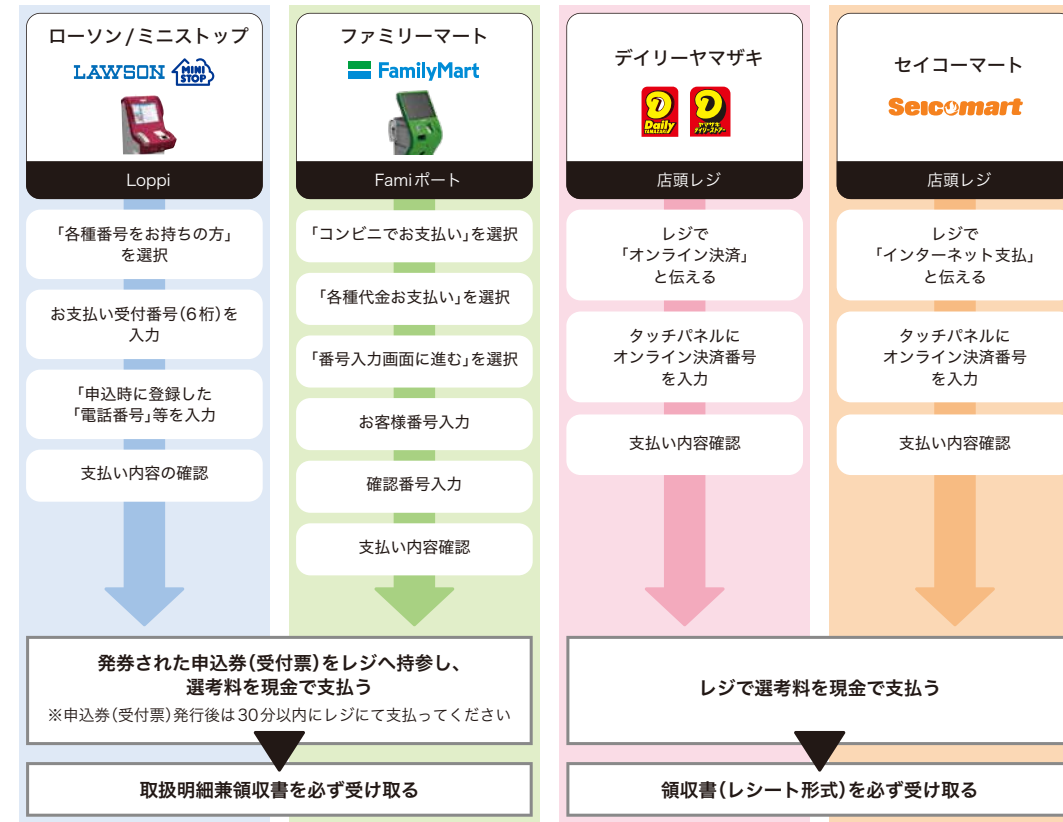 ローソン/ミニストップ
LAWSON
MINI
STOP
Loppi
「各種番号をお持ちの方」
を選択
お支払い受付番号(6桁)を
入力
「申込時に登録した
「電話番号」等を入力
支払い内容の確認
ファミリーマート
FamilyMart
Famiポート
「コンビニでお支払い」を選択
「各種代金お支払い」を選択
「番号入力画面に進む」を選択
お客様番号入力
確認番号入力
支払い内容確認
発券された申込券(受付票)をレジへ持参し、
選考料を現金で支払う
※申込券(受付票)発行後は30分以内にレジにて支払ってください
取扱明細兼領収書を必ず受け取る
デイリーヤマザキ
Daily
YAMAZAKI
ヤマザキ
デイリーストアー
店頭レジ
レジで
「オンライン決済」
と伝える
タッチパネルに
オンライン決済番号
を入力
支払い内容確認
セイコーマート
Seicomart
店頭レジ
レジで
「インターネット支払」
と伝える
タッチパネルに
オンライン決済番号
を入力
支払い内容確認
レジで選考料を現金で支払う
領収書(レシート形式)を必ず受け取る